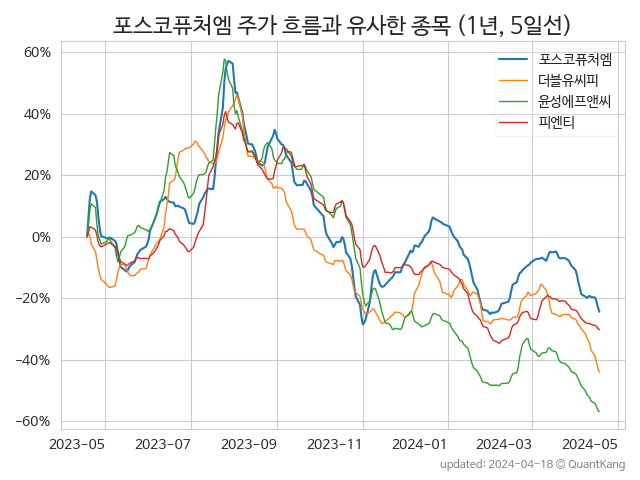 포스코퓨처엠 주가 흐름과 유사한 종목 (1년, 5일선)
포스코퓨처엠
더블유씨피
윤성에프앤씨
피엔티
60%
40%
20%
0%
−20%
−40%
−60%
2023-05 2023-07 2023-09 2023-11 2024-01 2024-03 2024-05
updated: 2024-04-18 © QuantKang